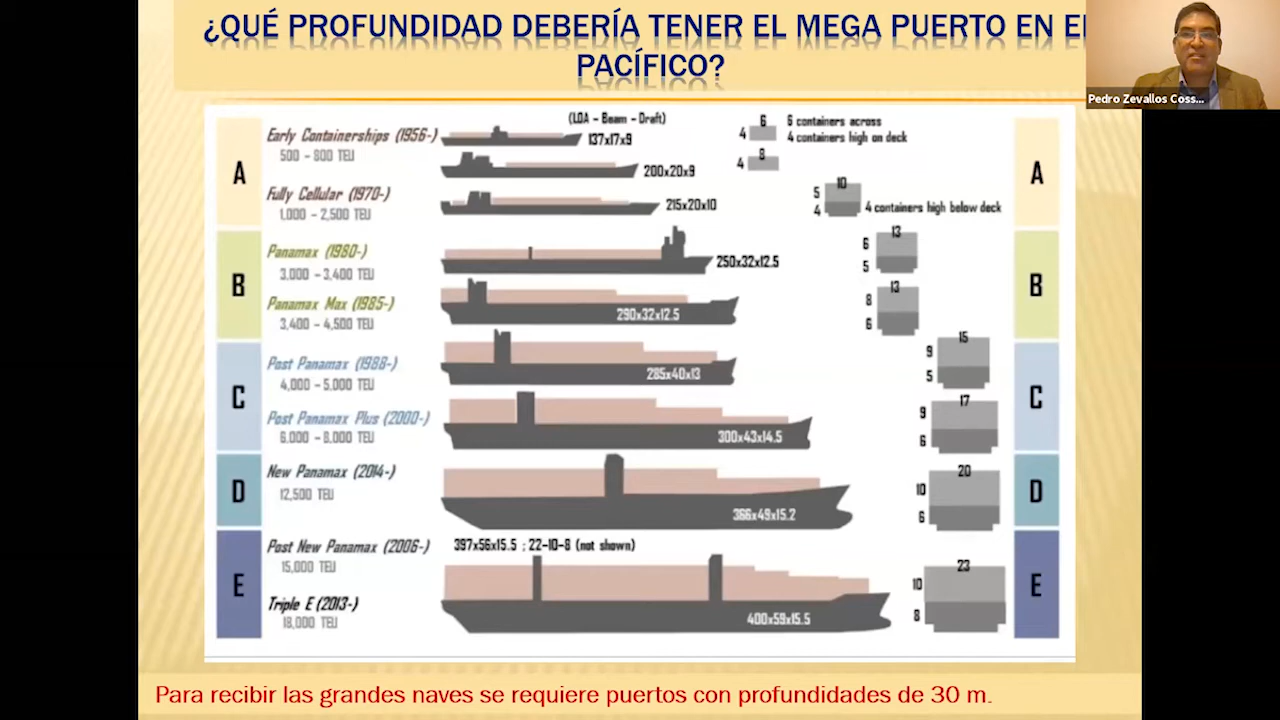 ¿QUÉ PROFUNDIDAD DEBERÍA TENER EL MEGA PUERTO EN
PACÍFICO?
Pedro Zevallos Coss...
(LOA - Beam - Draft)
A
Early Containerships (1956-)
500 - 800 TEU
137x17x9
6
4
6 containers across
4 containers high on deck
A
200x20x9
8
4
Fully Cellular (1970-)
1,000 - 2,500 TEU
215x20x10
10
5
4
4 containers high below deck
B
Panamax (1980-)
3,000 - 3,400 TEU
250x32x12.5
13
6
5
B
Panamax Max (1985-)
3,400 - 4,500 TEU
290x32x12.5
13
8
6
C
Post Panamax (1988-)
4,000 - 5,000 TEU
285x40x13
15
9
5
C
Post Panamax Plus (2000-)
6,000 - 8,000 TEU
300x43x14.5
17
9
6
D
New Panamax (2014-)
12,500 TEU
366x49x15.2
20
10
6
D
E
Post New Panamax (2006-)
15,000 TEU
397x56x15.5 ; 22-10-8 (not shown)
E
Triple E (2013-)
18,000 TEU
400x59x15.5
23
10
8
Para recibir las grandes naves se requiere puertos con profundidades de 30 m.